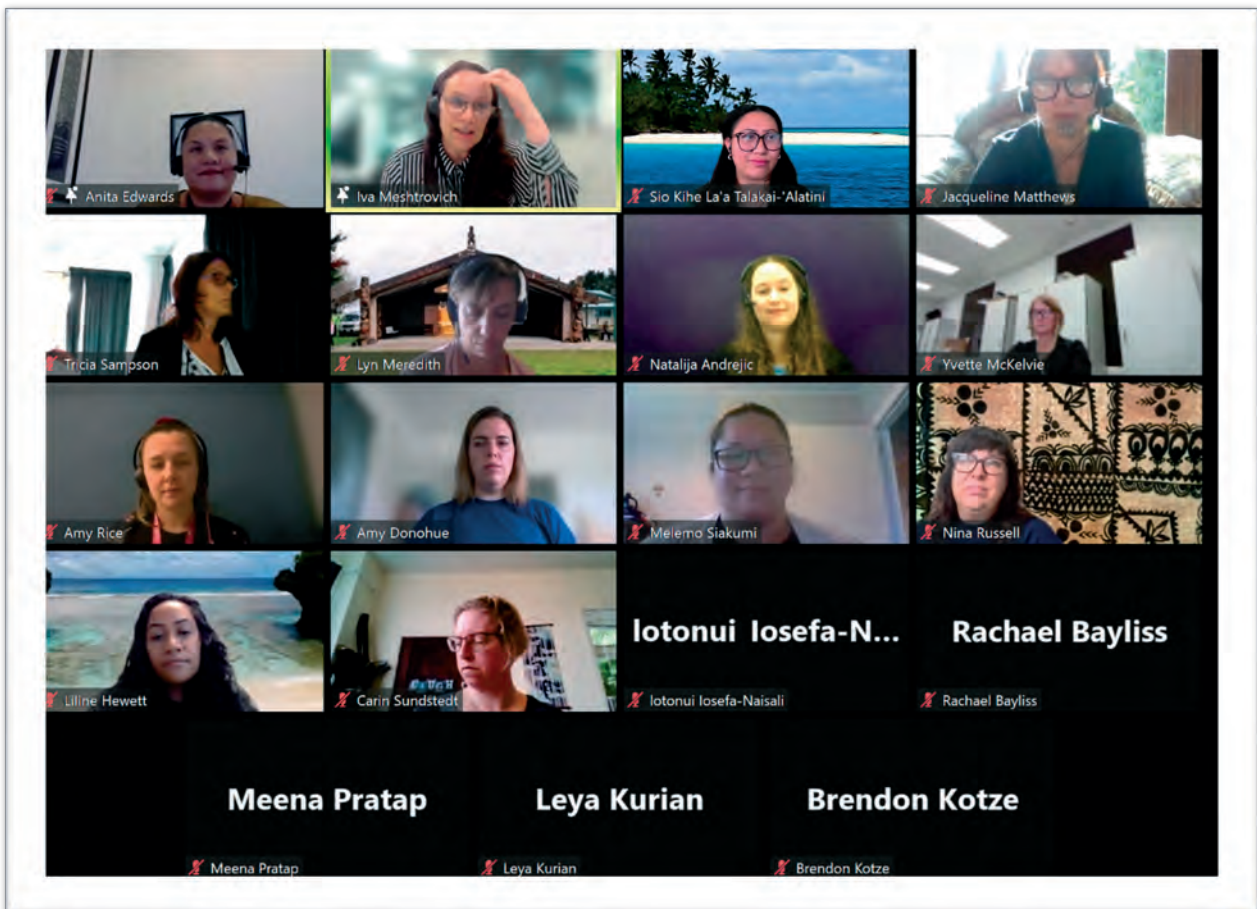 Anita Edwards
Iva Meshtrovich
Sio Kihe La'a Talakai-'Alatini
Jacqueline Matthews
Tricia Sampson
Lyn Meredith
Natalija Andrejic
Yvette McKelvie
Amy Rice
Amy Donohue
Melemo Siakumi
Nina Russell
Liline Hewett
Carin Sundstedt
Iotonui Iosefa-N...
Iotonui Iosefa-Naisali
Rachael Bayliss
Rachael Bayliss
Meena Pratap
Leya Kurian
Brendon Kotze
Meena Pratap
Leya Kurian
Brendon Kotze